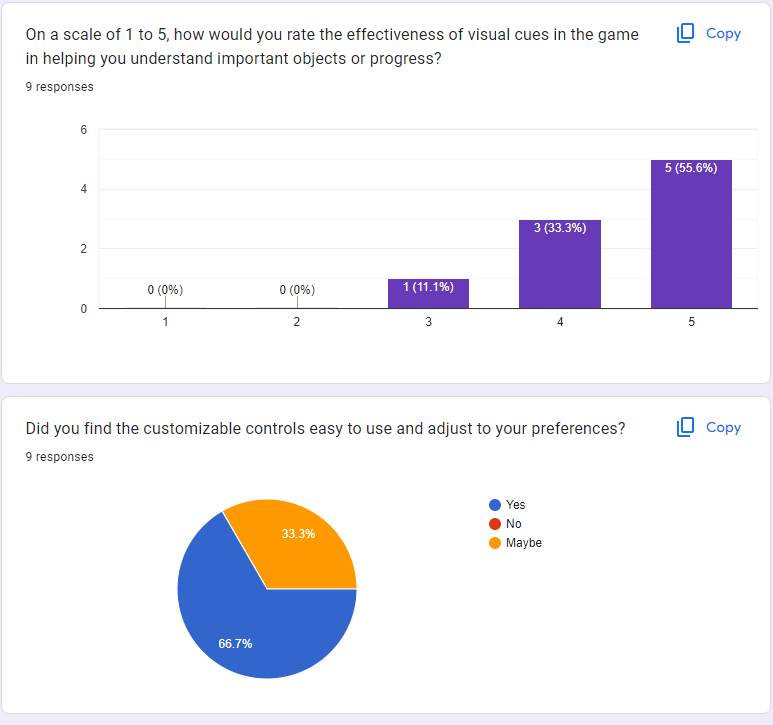 On a scale of 1 to 5, how would you rate the effectiveness of visual cues in the game
in helping you understand important objects or progress?
Copy
9 responses
6
4
2
0
0 (0%)
0 (0%)
1 (11.1%)
3 (33.3%)
5 (55.6%)
1
2
3
4
5
Did you find the customizable controls easy to use and adjust to your preferences?
Copy
9 responses
33.3%
66.7%
Yes
No
Maybe